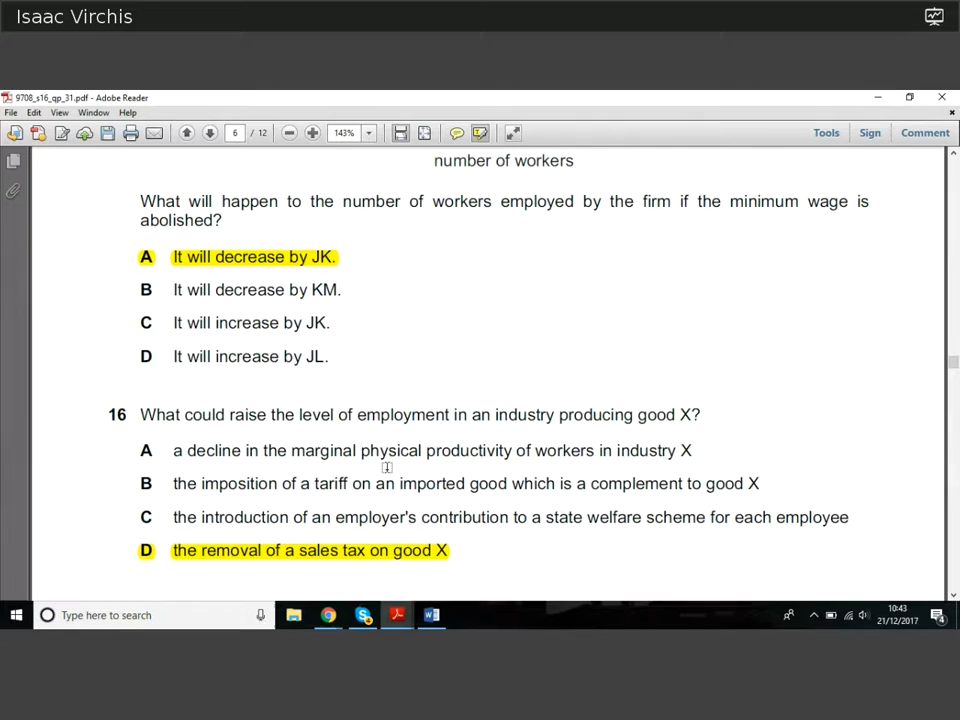 Isaac Virchis
9708_s16_qp_31.pdf - Adobe Reader
File Edit View Window Help
6 / 12 143% Tools Sign Comment
number of workers
What will happen to the number of workers employed by the firm if the minimum wage is
abolished?
A It will decrease by JK.
B It will decrease by KM.
C It will increase by JK.
D It will increase by JL.
16 What could raise the level of employment in an industry producing good X?
A a decline in the marginal physical productivity of workers in industry X
B the imposition of a tariff on an imported good which is a complement to good X
C the introduction of an employer's contribution to a state welfare scheme for each employee
D the removal of a sales tax on good X
Type here to search
10:43
21/12/2017
4